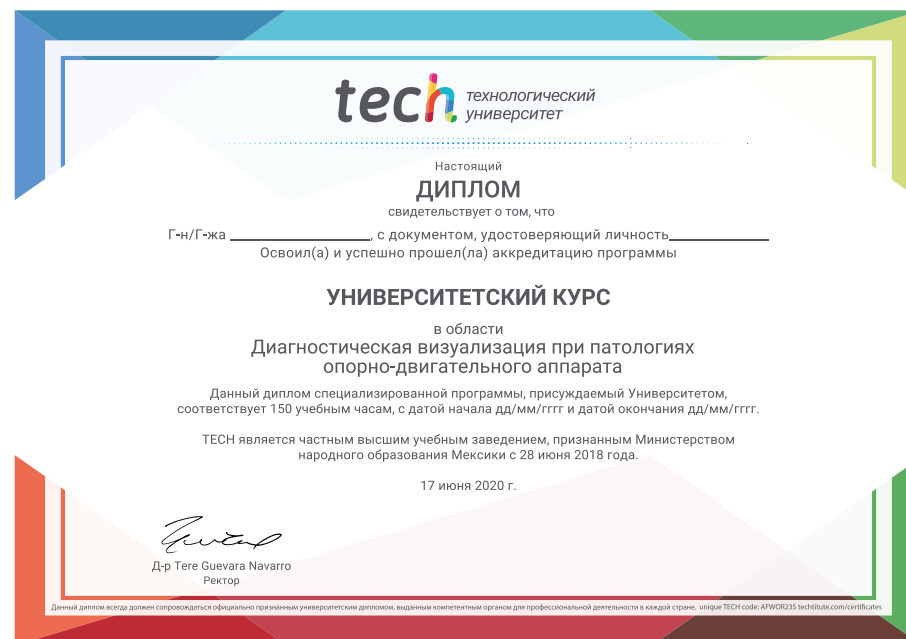 tech технологический
университет
Настоящий
ДИПЛОМ
свидетельствует о том, что
Г-н/Г-жа ____________________, с документом, удостоверяющий личность______________
Освоил(а) и успешно прошел(ла) аккредитацию программы
УНИВЕРСИТЕТСКИЙ КУРС
в области
Диагностическая визуализация при патологиях
опорно-двигательного аппарата
Данный диплом специализированной программы, присуждаемый Университетом,
соответствует 150 учебным часам, с датой начала дд/мм/гггг и датой окончания дд/мм/гггг.
TECH является частным высшим учебным заведением, признанным Министерством
народного образования Мексики с 28 июня 2018 года.
17 июня 2020 г.
Д-р Tere Guevara Navarro
Ректор
Данный диплом всегда должен сопровождаться официально признанным университетским дипломом, выданным компетентным органом для профессиональной деятельности в каждой стране. unique TECH code: AFWOR23S techtitute.com/certificates